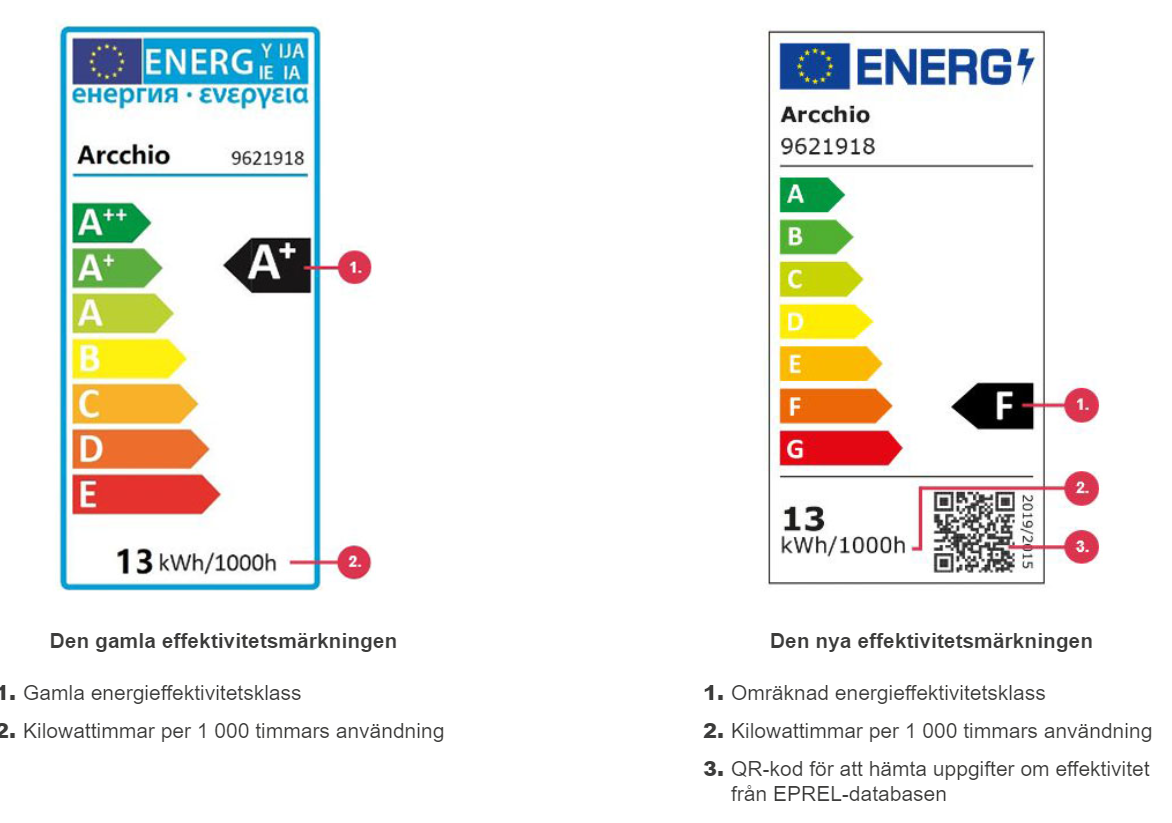 ENERG Y IJA
IE IA
енергия · ενεργεια
Arcchio 9621918
A++
A+
A
B
C
D
E
A+
1.
13 kWh/1000h
2.
Den gamla effektivitetsmärkningen
1. Gamla energieffektivitetsklass
2. Kilowattimmar per 1 000 timmars användning
ENERG
Arcchio
9621918
A
B
C
D
E
F
G
F
1.
2.
13
kWh/1000h
2019/2015
3.
Den nya effektivitetsmärkningen
1. Omräknad energieffektivitetsklass
2. Kilowattimmar per 1 000 timmars användning
3. QR-kod för att hämta uppgifter om effektivitet
från EPREL-databasen